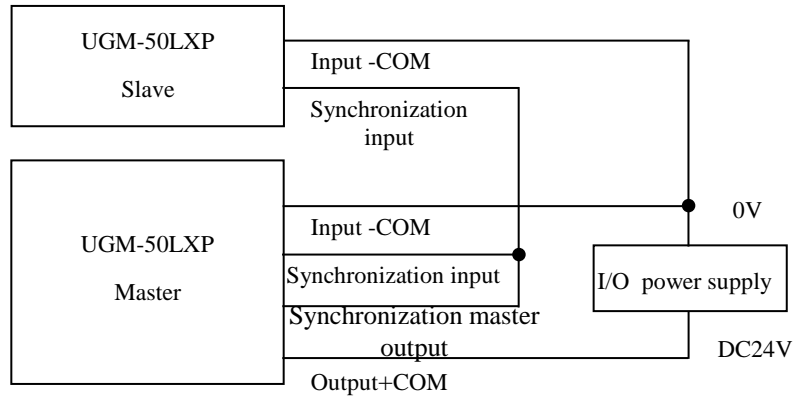 UGM-50LXP
Slave
Input -COM
Synchronization
input
UGM-50LXP
Master
Input -COM
0V
Synchronization input
I/O power supply
Synchronization master
output
DC24V
Output+COM